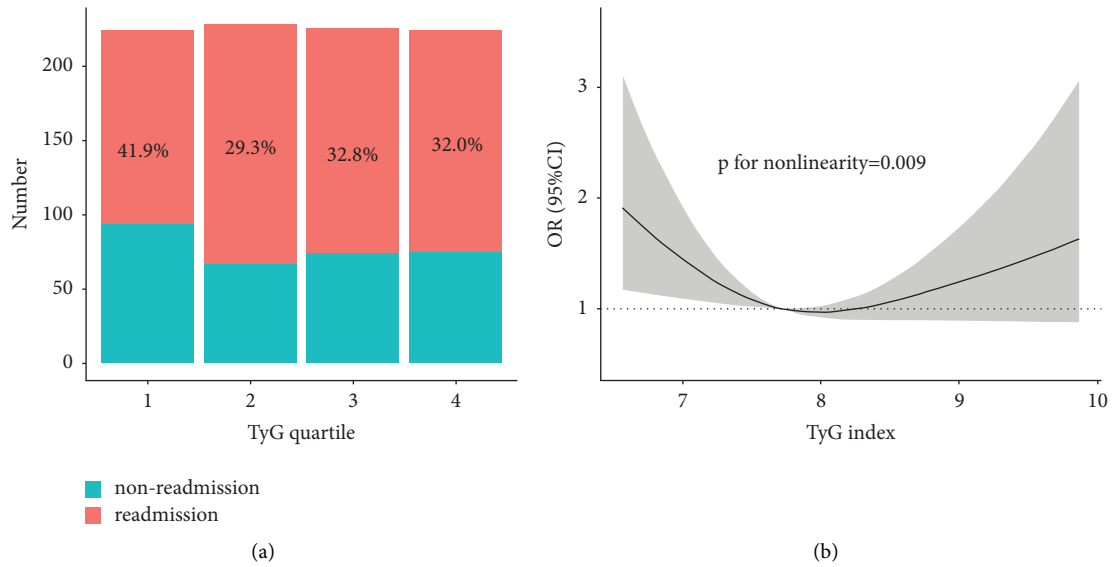 200
150
100
50
0
Number
41.9%
29.3%
32.8%
32.0%
1
2
3
4
TyG quartile
non-readmission
readmission
(a)
3
2
1
OR (95%CI)
p for nonlinearity=0.009
7
8
9
10
TyG index
(b)